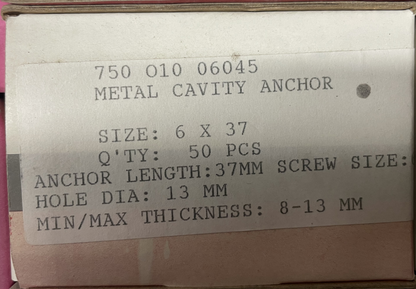 750 O10 06045
METAL CAVITY ANCHOR
SIZE: 6 X 37
Q'TY: 50 PCS
ANCHOR LENGTH:37MM SCREW SIZE:
HOLE DIA: 13 MM
MIN/MAX THICKNESS: 8-13 MM